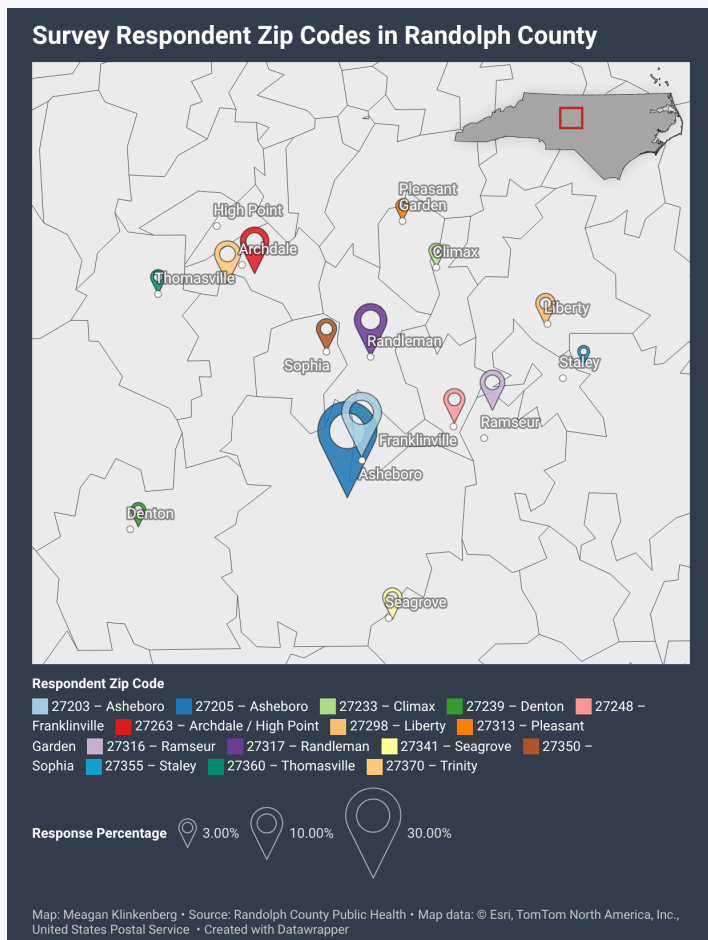 Survey Respondent Zip Codes in Randolph County
Pleasant
Garden
High Point
Archdale
Climax
Thomasville
Liberty
Randleman
Sophia
Staley
Ramseur
Franklinville
Asheboro
Denton
Seagrove
Respondent Zip Code
27203 – Asheboro 27205 – Asheboro 27233 – Climax 27239 – Denton 27248 –
Franklinville 27263 – Archdale / High Point 27298 – Liberty 27313 – Pleasant
Garden 27316 – Ramseur 27317 – Randleman 27341 – Seagrove 27350 –
Sophia 27355 – Staley 27360 – Thomasville 27370 – Trinity
Response Percentage 3.00% 10.00% 30.00%
Map: Meagan Klinkenberg • Source: Randolph County Public Health • Map data: © Esri, TomTom North America, Inc.,
United States Postal Service • Created with Datawrapper